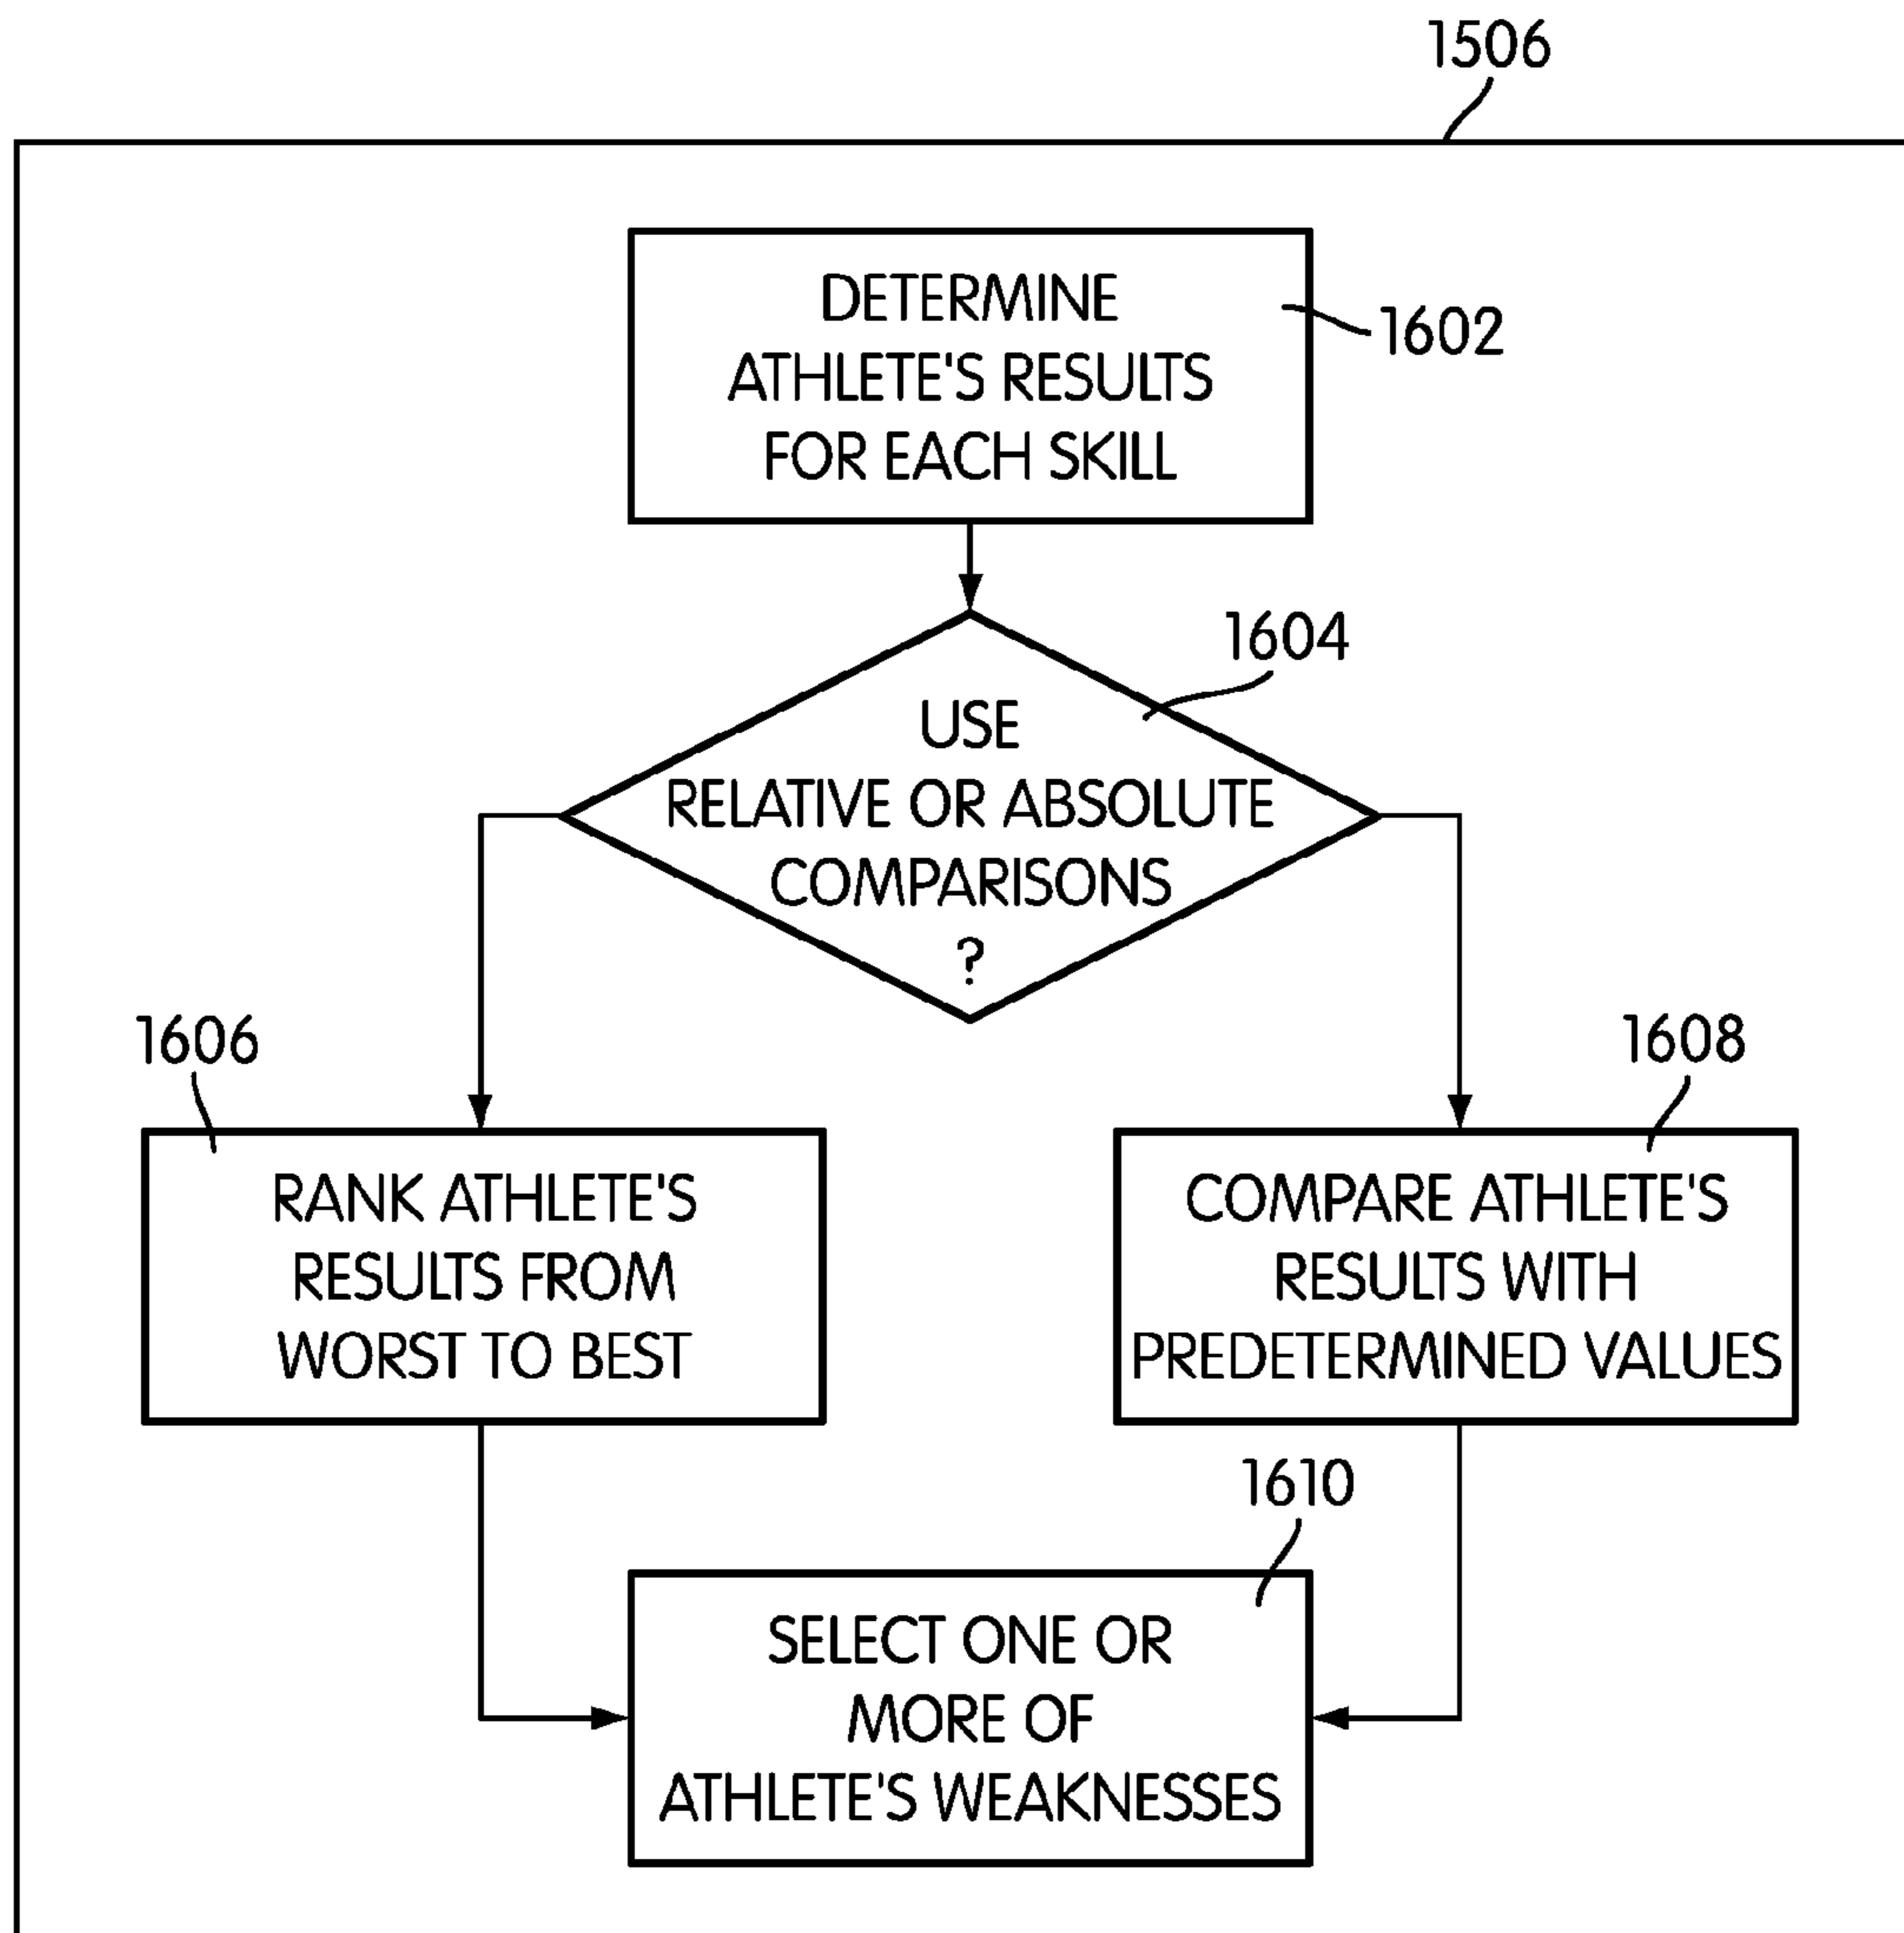 1506
DETERMINE
ATHLETE'S RESULTS
FOR EACH SKILL
1602
1604
USE
RELATIVE OR ABSOLUTE
COMPARISONS
?
1606
RANK ATHLETE'S
RESULTS FROM
WORST TO BEST
1608
COMPARE ATHLETE'S
RESULTS WITH
PREDETERMINED VALUES
1610
SELECT ONE OR
MORE OF
ATHLETE'S WEAKNESSES